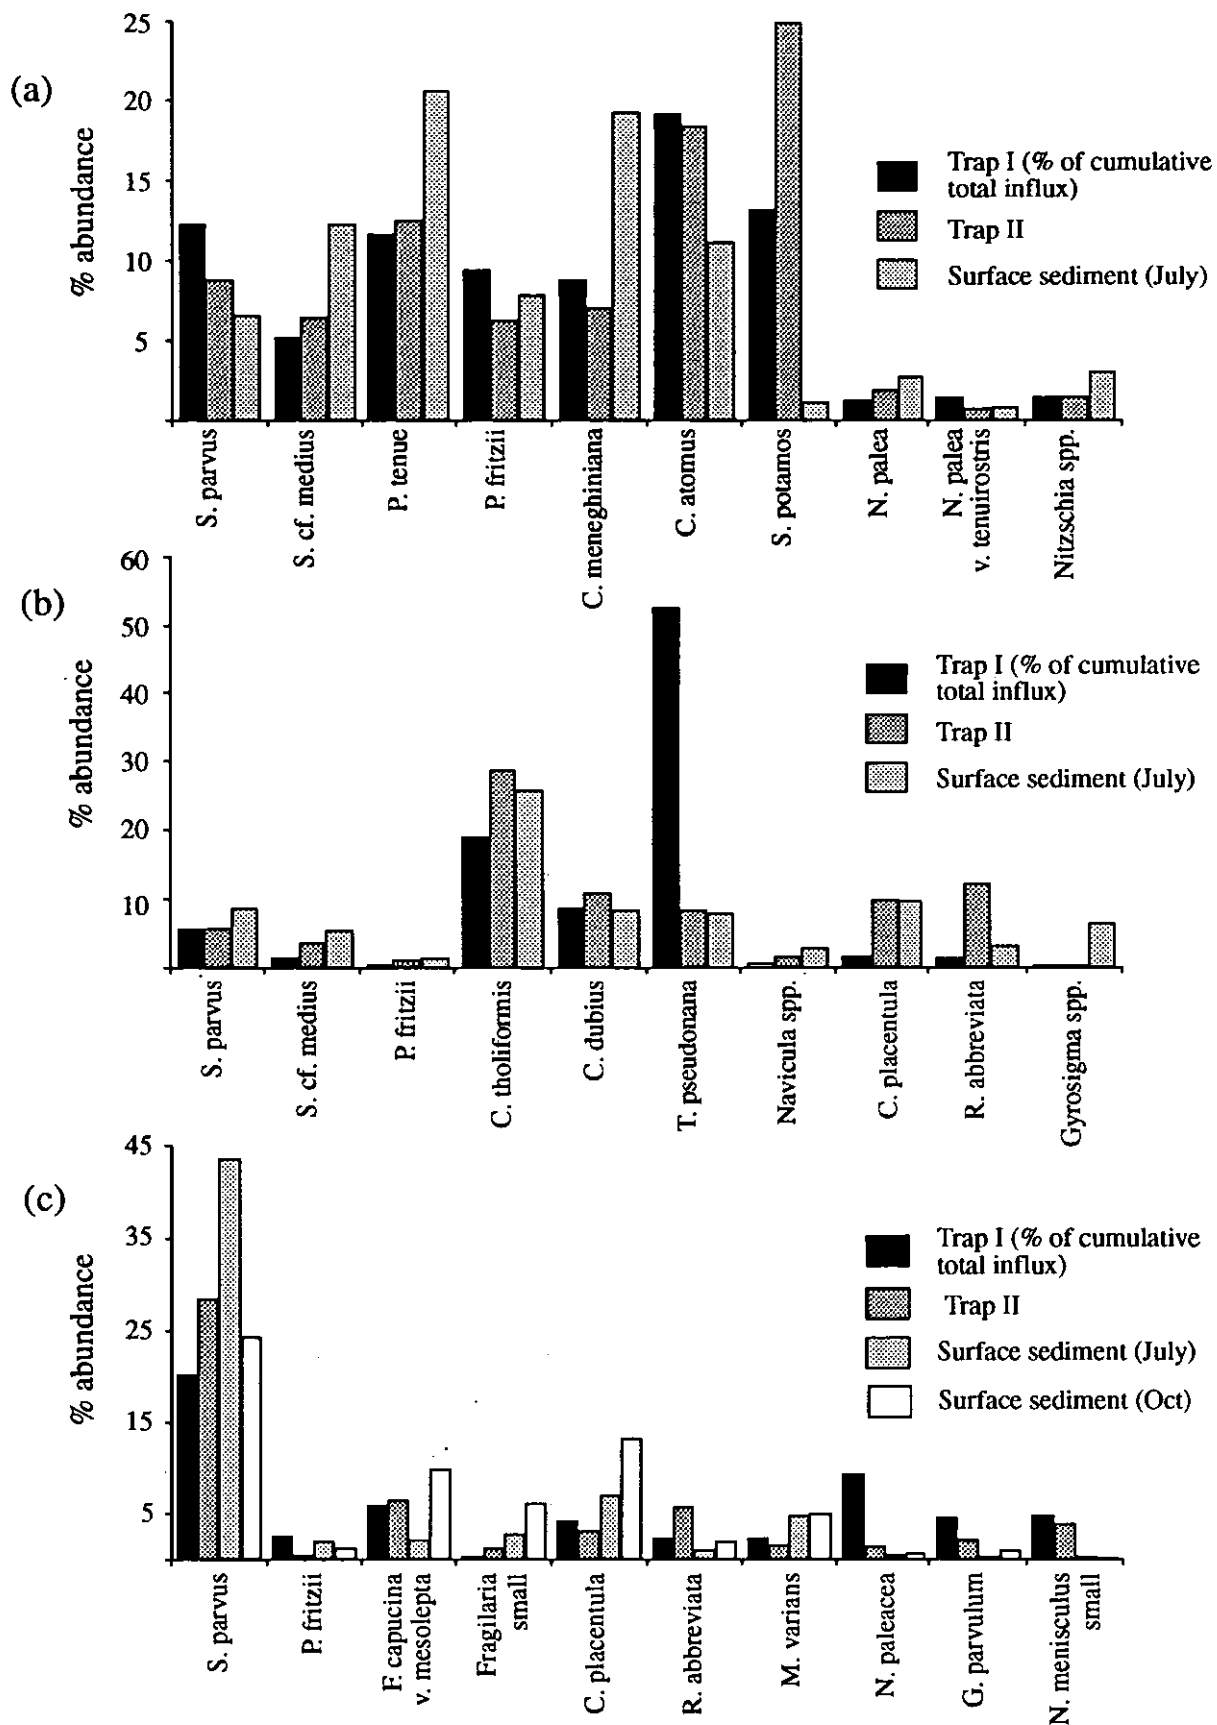 (a)
% abundance
25
20
15
10
5
Trap I (% of cumulative
total influx)
Trap II
Surface sediment (July)
S. parvus
S. cf. medius
P. tenue
P. fritzii
C. meneghiniana
C. atomus
S. potamos
N. palea
N. palea
v. tenuirostris
Nitzschia spp.
(b)
% abundance
60
50
40
30
20
10
Trap I (% of cumulative
total influx)
Trap II
Surface sediment (July)
S. parvus
S. cf. medius
P. fritzii
C. tholiformis
C. dubius
T. pseudonana
Navicula spp.
C. placentula
R. abbreviata
Gyrosigma spp.
(c)
% abundance
45
35
25
15
5
Trap I (% of cumulative
total influx)
Trap II
Surface sediment (July)
Surface sediment (Oct)
S. parvus
P. fritzii
F. capucina
v. mesolepta
Fragilaria
small
C. placentula
R. abbreviata
M. varians
N. paleacea
G. parvulum
N. menisculus
small